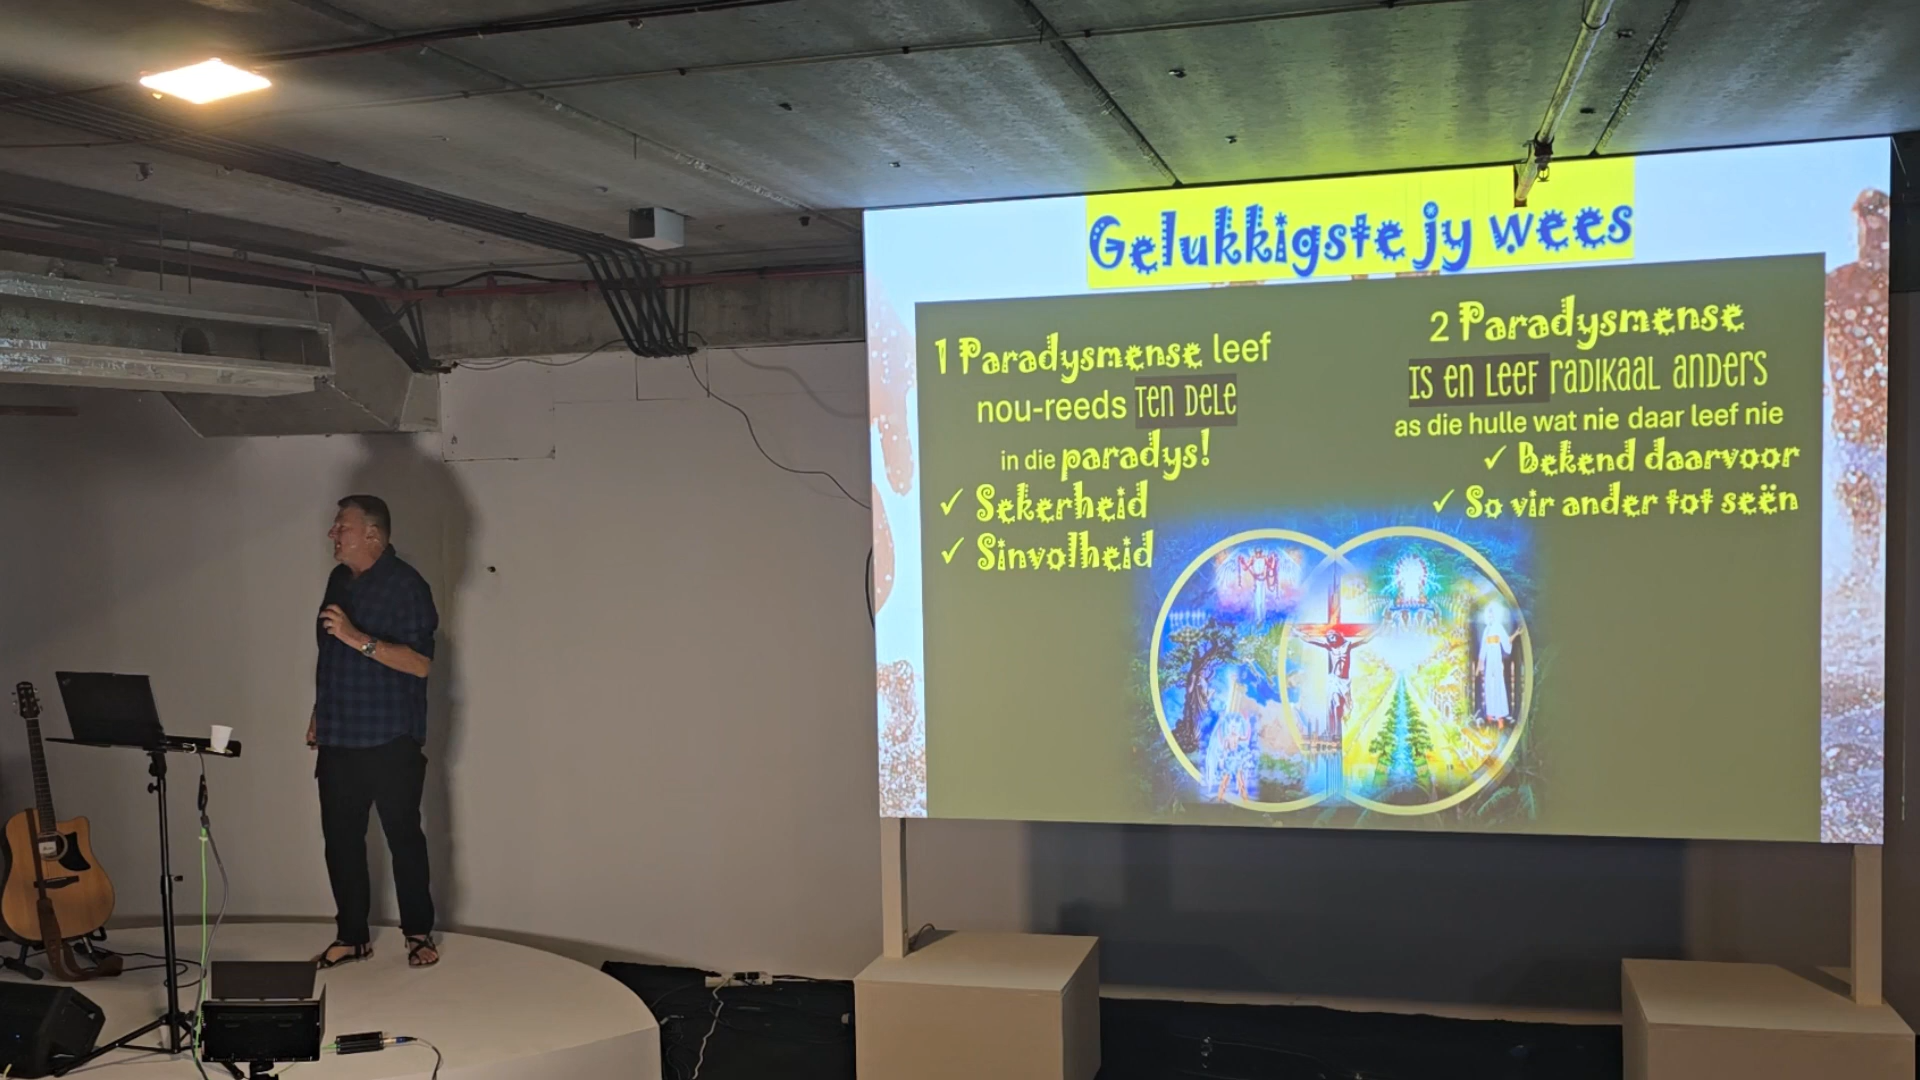 Gelukkigste jy wees
1 Paradysmense leef
nou-reeds Ten Dele
in die paradys!
✓ Sekerheid
✓ Sinvolheid
2 Paradysmense
IS en Leef radikaal anders
as die hulle wat nie daar leef nie
✓ Bekend daarvoor
✓ So vir ander tot seën